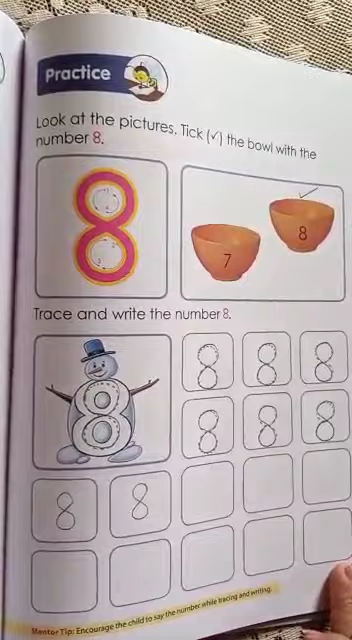 Practice
Look at the pictures. Tick (✓) the bowl with the
number 8.
8
7
8
Trace and write the number 8.
8
8 8 8
8 8 8
8 8
Mentor Tip: Encourage the child to say the number while tracing and writing.